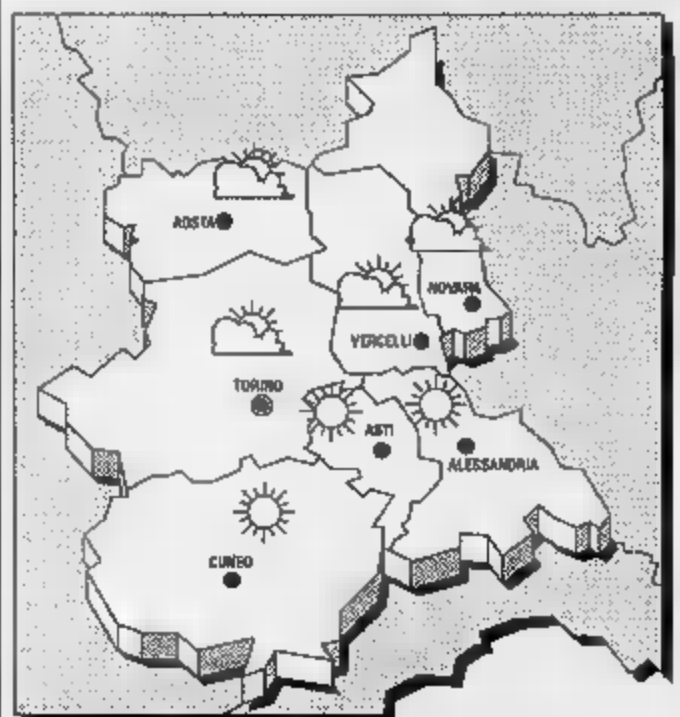 AOSTA
NOVARA
VERCELLI
TORINO
ASTI
ALESSANDRIA
CUNEO